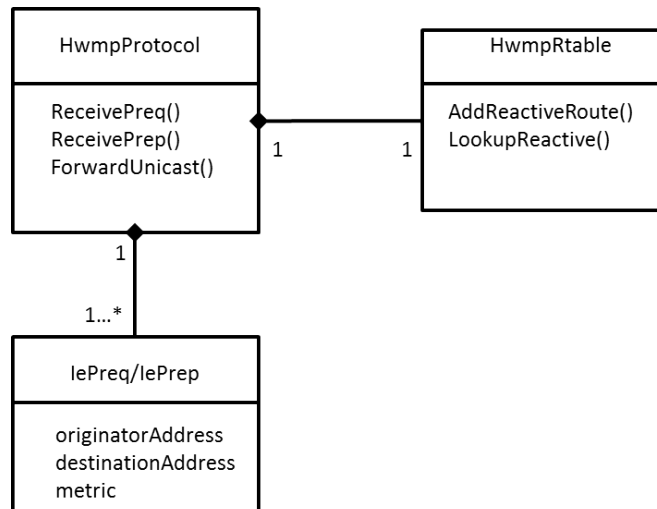 HwmpProtocol
ReceivePreq()
ReceivePrep()
ForwardUnicast()
HwmpRtable
AddReactiveRoute()
LookupReactive()
1
1
1
1...*
IePreq/IePrep
originatorAddress
destinationAddress
metric